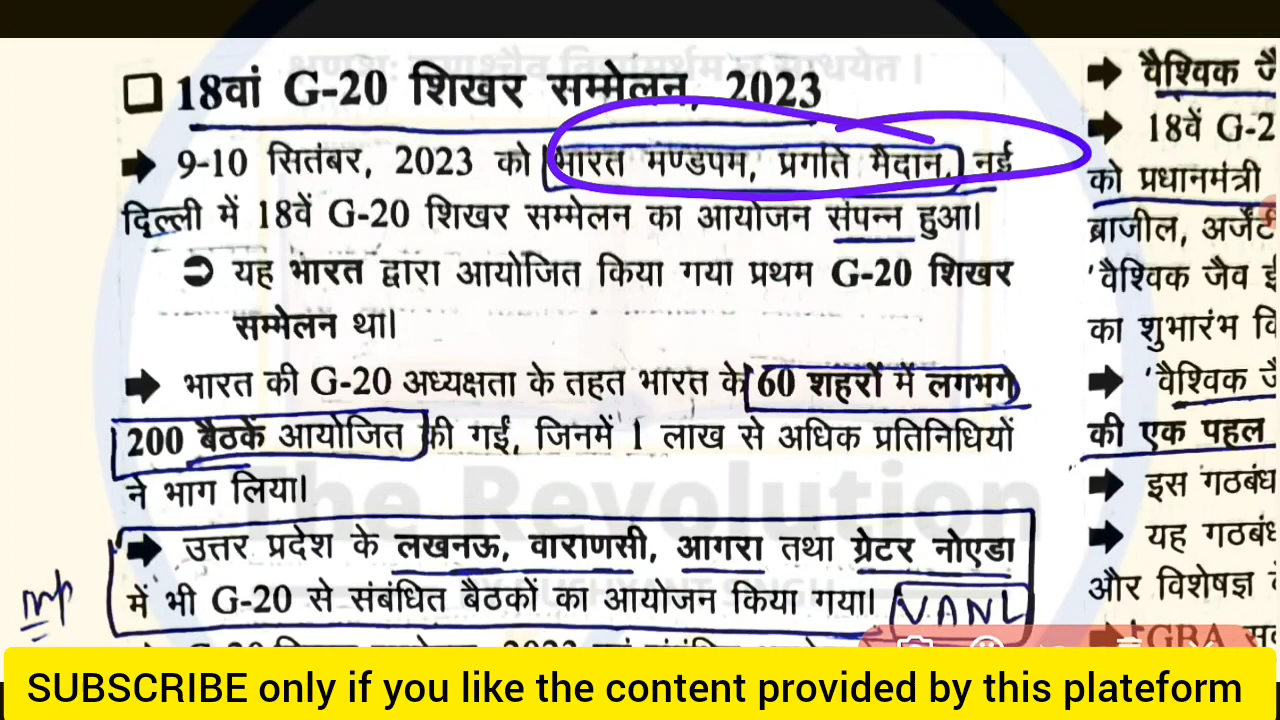 18वां G-20 शिखर सम्मेलन, 2023
9-10 सितंबर, 2023 को भारत मण्डपम, प्रगति मैदान, नई
दिल्ली में 18वें G-20 शिखर सम्मेलन का आयोजन संपन्न हुआ।
यह भारत द्वारा आयोजित किया गया प्रथम G-20 शिखर
सम्मेलन था।
भारत की G-20 अध्यक्षता के तहत भारत के 60 शहरों में लगभग
200 बैठकें आयोजित की गईं, जिनमें 1 लाख से अधिक प्रतिनिधियों
ने भाग लिया।
The Revolution
उत्तर प्रदेश के लखनऊ, वाराणसी, आगरा तथा ग्रेटर नोएडा
में भी G-20 से संबंधित बैठकों का आयोजन किया गया।
VANL
Imp
वैश्विक
18वें G-2
को प्रधानमंत्री
ब्राजील,
'वैश्विक जैव
का शुभारंभ
'वैश्विक
की एक पहल
इस
यह
और विशेषज्ञ
GBA
SUBSCRIBE only if you like the content provided by this plateform